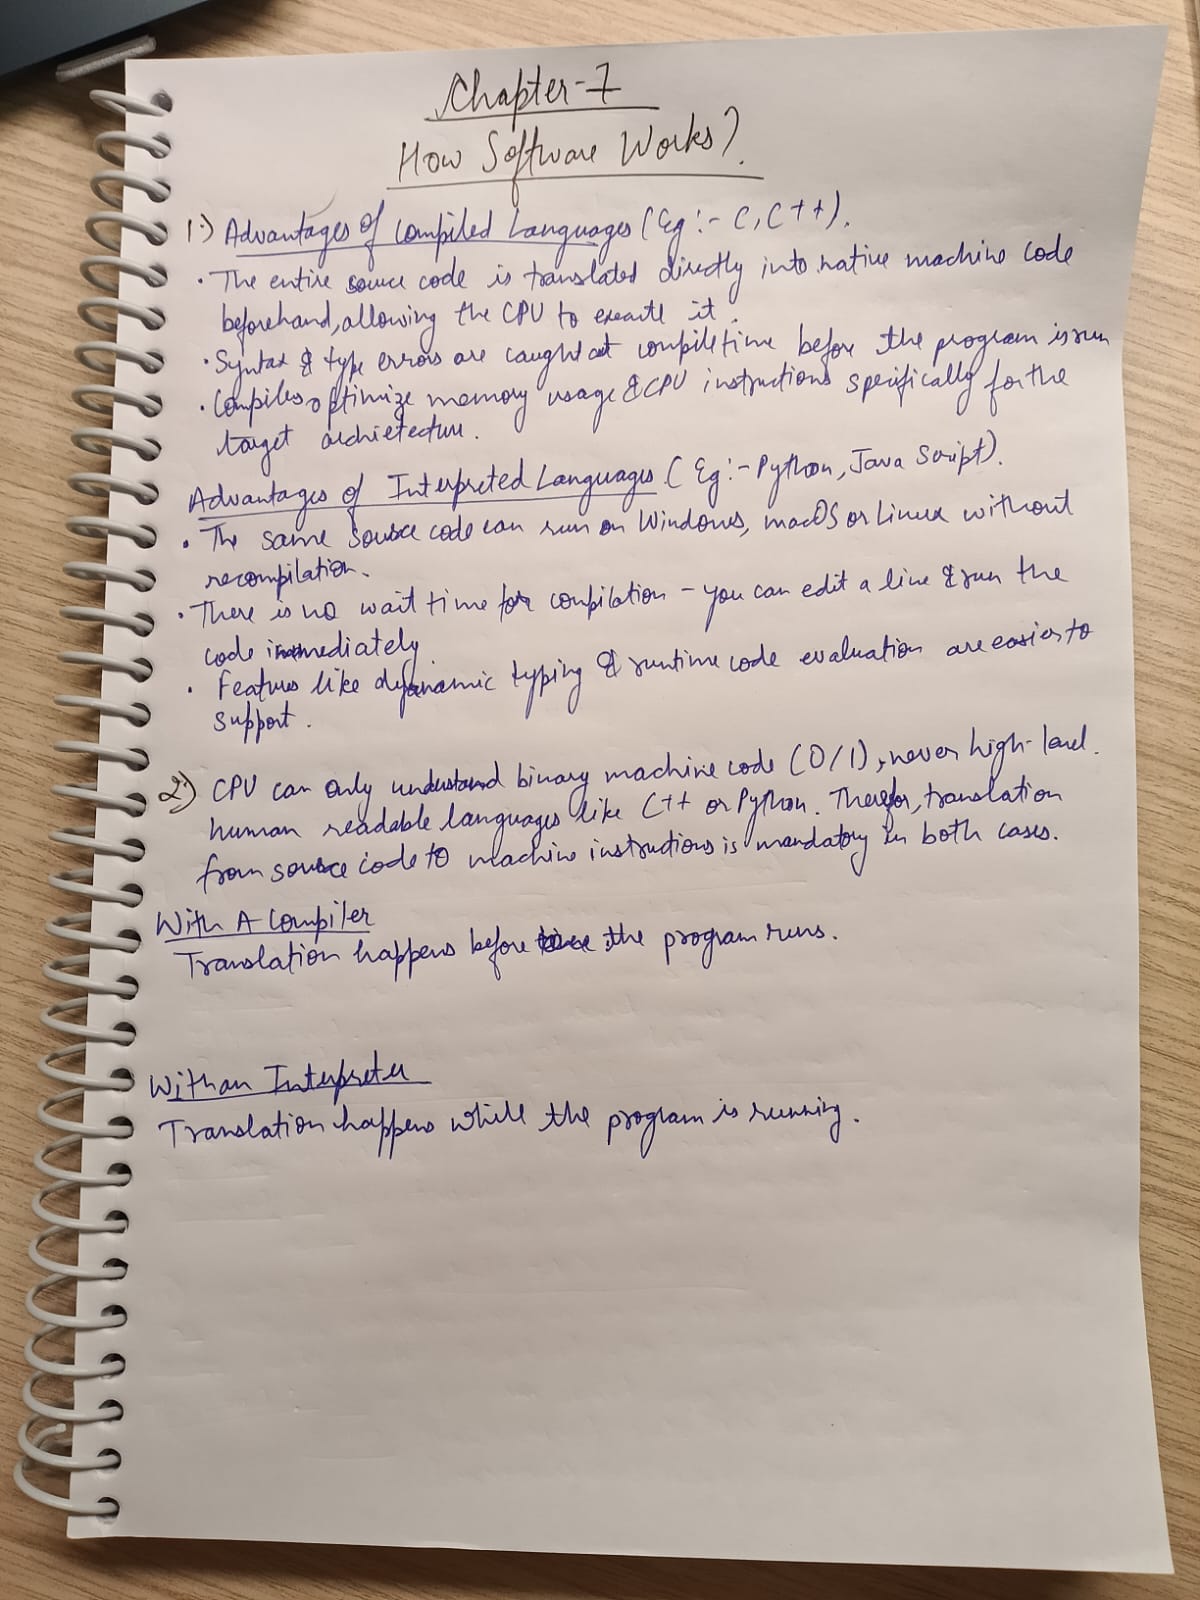 Chapter-7
How Software Works?
1.) Advantages of Compiled Languages (Eg:- C, C++).
• The entire source code is translated directly into native machine code
beforehand, allowing the CPU to execute it.
• Syntax & type errors are caught at compile time before the program is run
• Compilers optimize memory usage & CPU instructions specifically for the
target architecture.
Advantages of Interpreted Languages (Eg:- Python, Java Script).
• The same source code can run on Windows, macOS or Linux without
recompilation.
• There is no wait time for compilation - you can edit a line & run the
code immediately
• Features like dynamic typing & runtime code evaluation are easier to
support.
2.) CPU can only understand binary machine code (0/1), never high-level
human readable languages like C++ or Python. Therefor, translation
from source code to machine instructions is mandatory in both cases.
With A Compiler
Translation happens before the program runs.
With an Interpreter
Translation happens while the program is running.